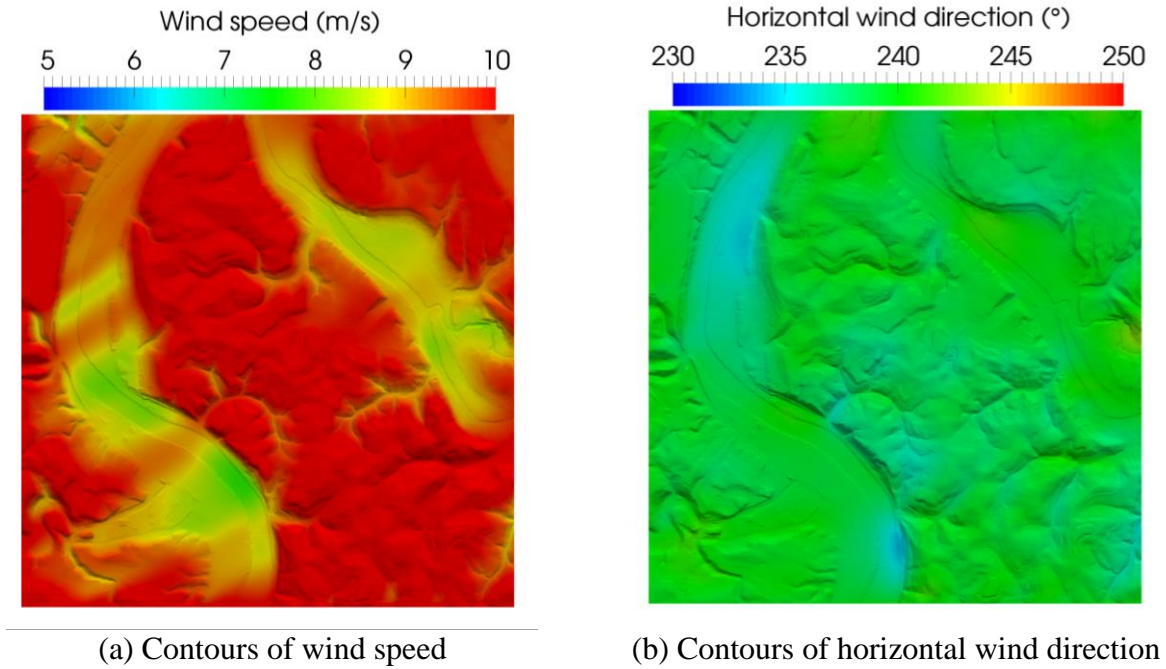 Wind speed (m/s)
5 6 7 8 9 10
Horizontal wind direction (°)
230 235 240 245 250
(a) Contours of wind speed
(b) Contours of horizontal wind direction